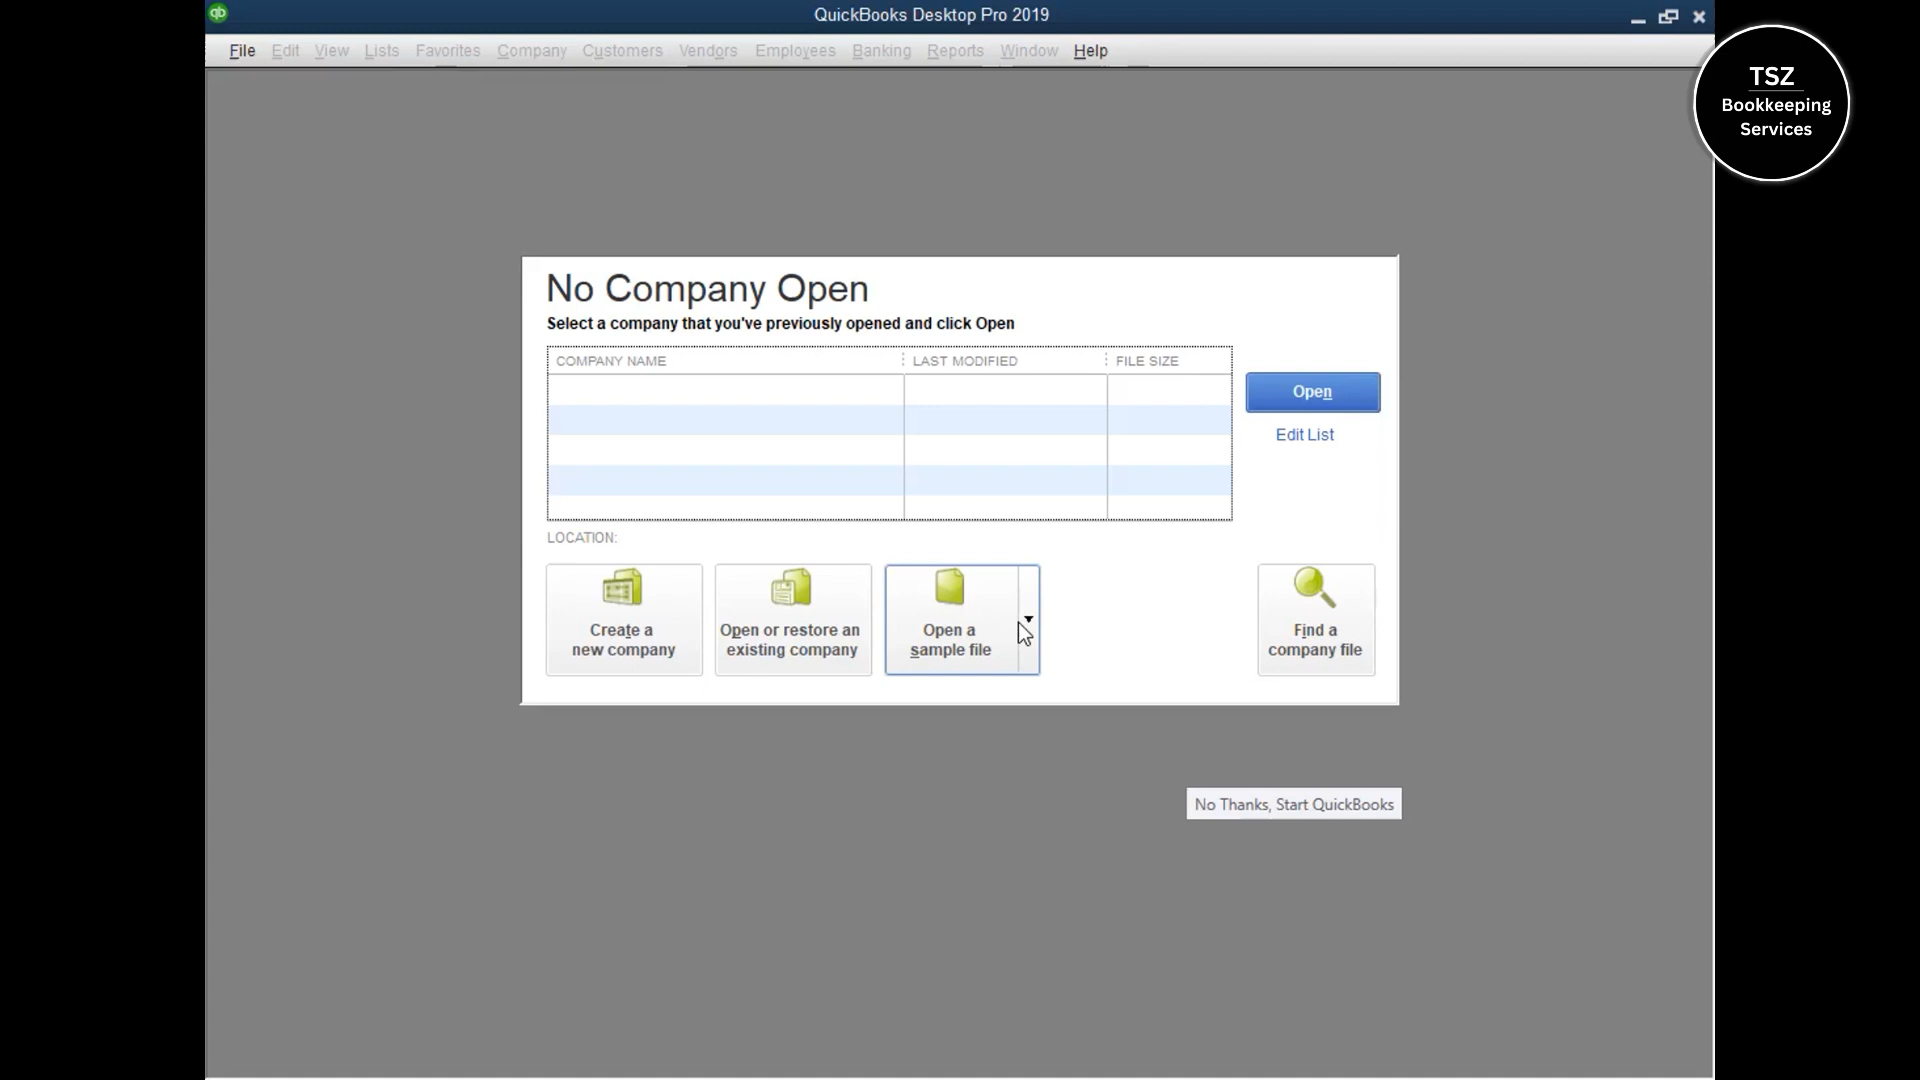 qb
QuickBooks Desktop Pro 2019
File Edit View Lists Favorites Company Customers Vendors Employees Banking Reports Window Help
TSZ
Bookkeeping
Services
No Company Open
Select a company that you've previously opened and click Open
COMPANY NAME LAST MODIFIED FILE SIZE
Open
Edit List
LOCATION:
Create a
new company
Open or restore an
existing company
Open a
sample file
Find a
company file
No Thanks, Start QuickBooks